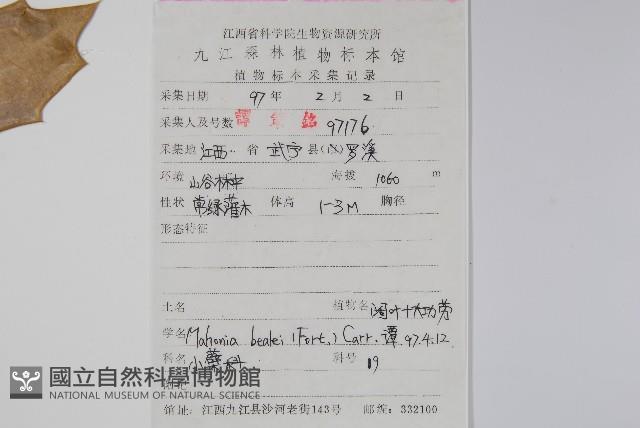 江西省科学院生物资源研究所
九江森林植物标本馆
植物标本采集记录
采集日期 97 年 2 月 2 日
采集人及号数 97176
采集地 江西 省 武宁 县 罗溪
环境 山谷林中 海拔 1060 m
性状 常绿灌木 体高 1-3M 胸径
形态特征
土名 植物名 阔叶十大功劳
学名 Mahonia bealei (Fort.) Carr. 谭 97.4.12
科名 小蘗科 科号 19
國立自然科學博物館
NATIONAL MUSEUM OF NATURAL SCIENCE
馆址：江西九江县沙河老街143号 邮编：332100